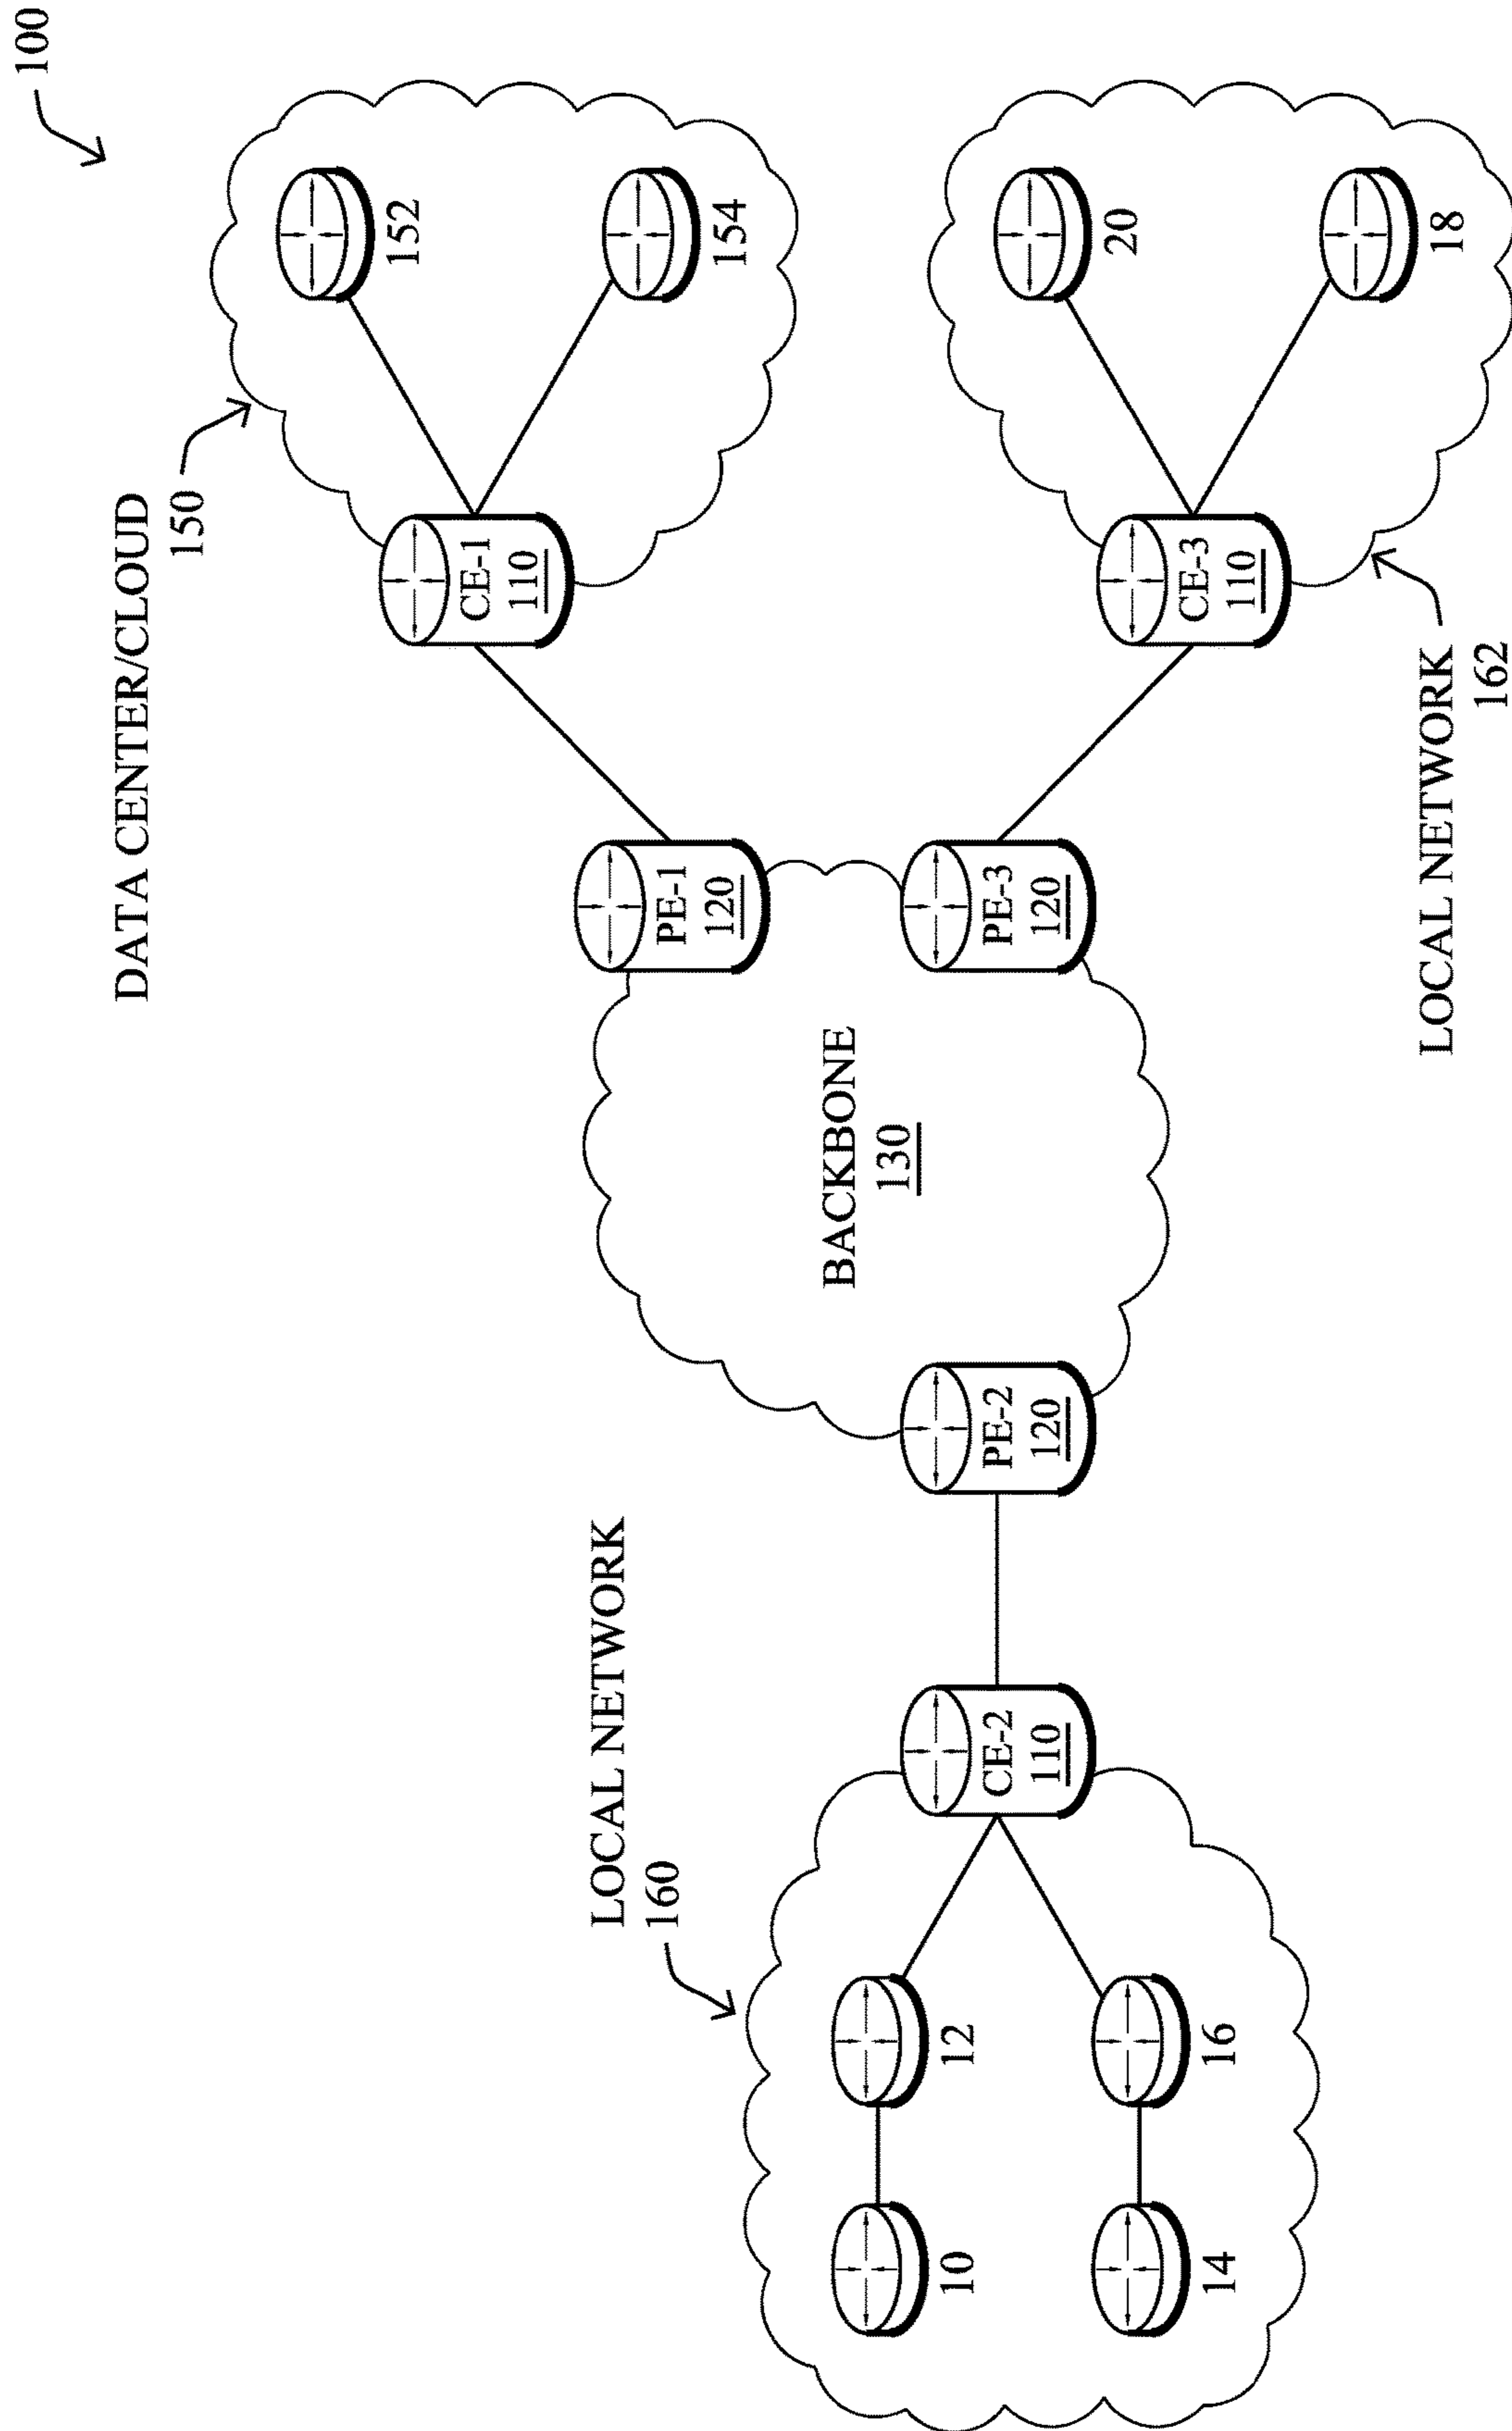 100
DATA CENTER/CLOUD
150
152
154
CE-1
110
PE-1
120
BACKBONE
130
PE-3
120
CE-3
110
20
18
LOCAL NETWORK
162
PE-2
120
LOCAL NETWORK
160
CE-2
110
12
10
16
14